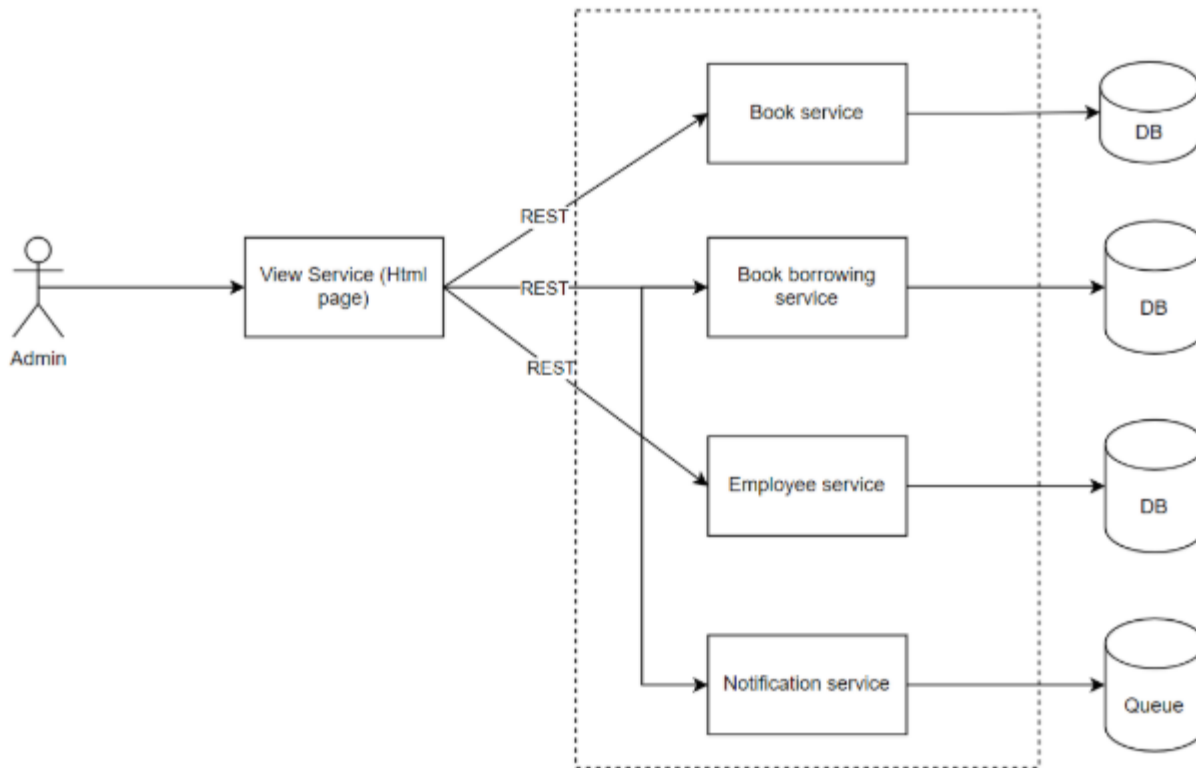 Book service
DB
REST
View Service (Html
page)
REST
Book borrowing
service
DB
Admin
REST
Employee service
DB
Notification service
Queue